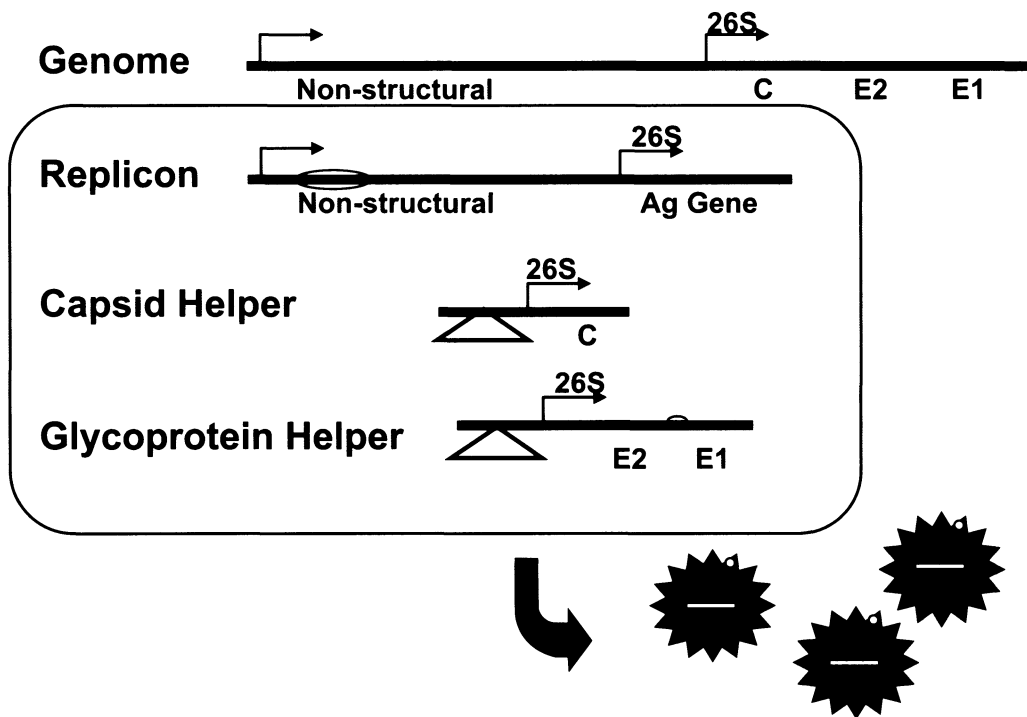 26S
Genome
Non-structural C E2 E1
26S
Replicon
Non-structural Ag Gene
26S
Capsid Helper
C
26S
Glycoprotein Helper
E2 E1